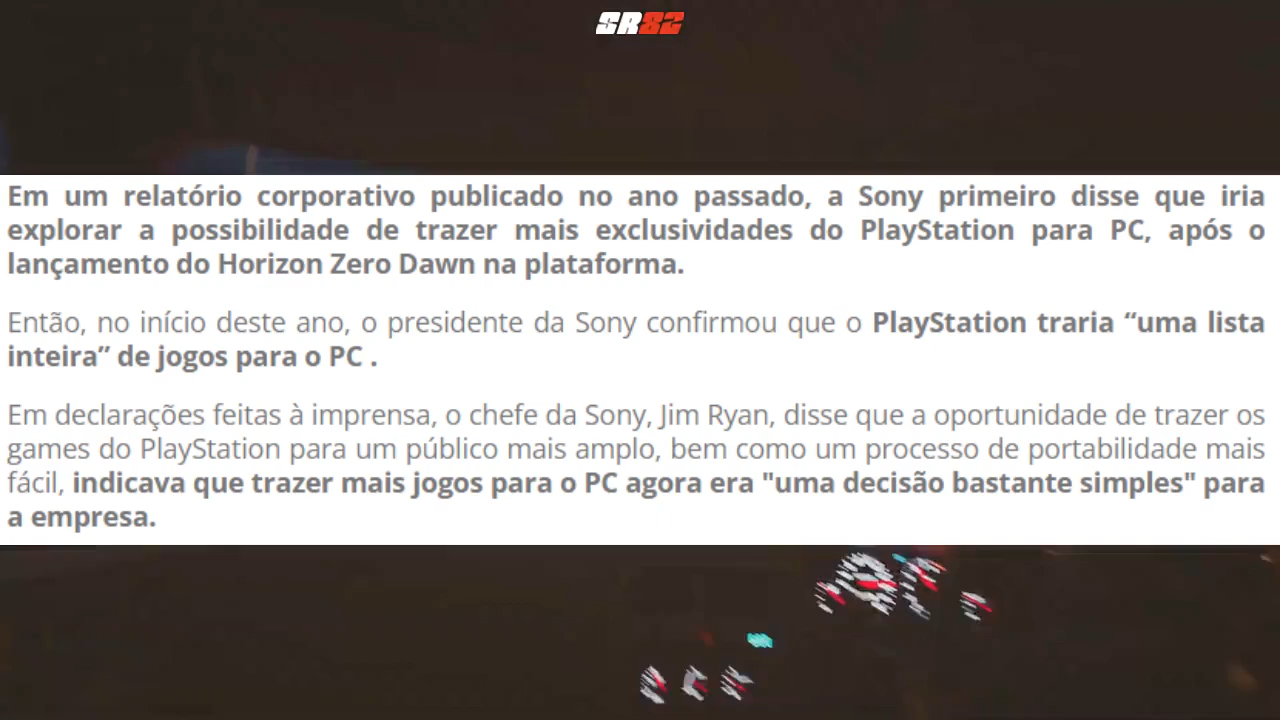 SR82
Em um relatório corporativo publicado no ano passado, a Sony primeiro disse que iria
explorar a possibilidade de trazer mais exclusividades do PlayStation para PC, após o
lançamento do Horizon Zero Dawn na plataforma.
Então, no início deste ano, o presidente da Sony confirmou que o PlayStation traria “uma lista
inteira” de jogos para o PC .
Em declarações feitas à imprensa, o chefe da Sony, Jim Ryan, disse que a oportunidade de trazer os
games do PlayStation para um público mais amplo, bem como um processo de portabilidade mais
fácil, indicava que trazer mais jogos para o PC agora era "uma decisão bastante simples" para
a empresa.